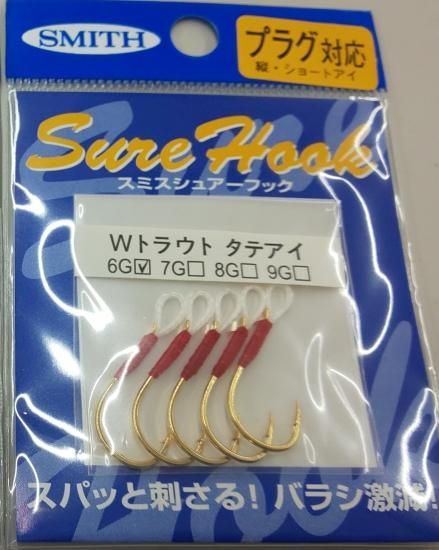 SMITH
プラグ対応
縦・ショートアイ
Sure Hook
スミスシュアーフック
Wトラウト タテアイ
6G☑ 7G☐ 8G☐ 9G☐
スパッと刺さる! バラシ激減!